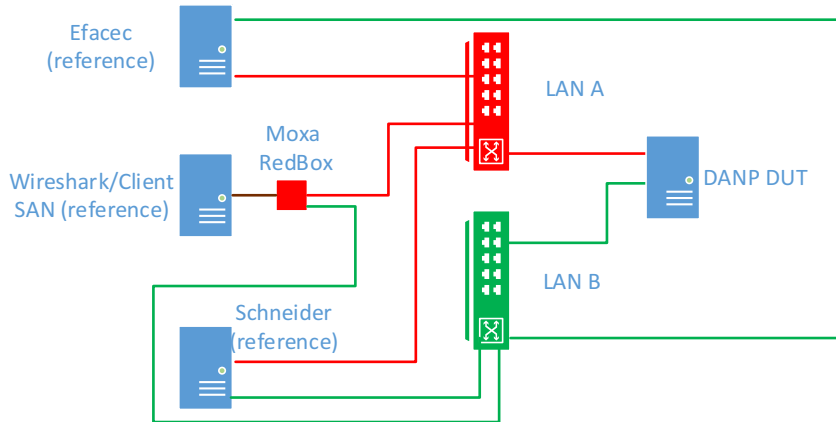 Efacec
(reference)
LAN A
Moxa
RedBox
Wireshark/Client
SAN (reference)
DANP DUT
LAN B
Schneider
(reference)